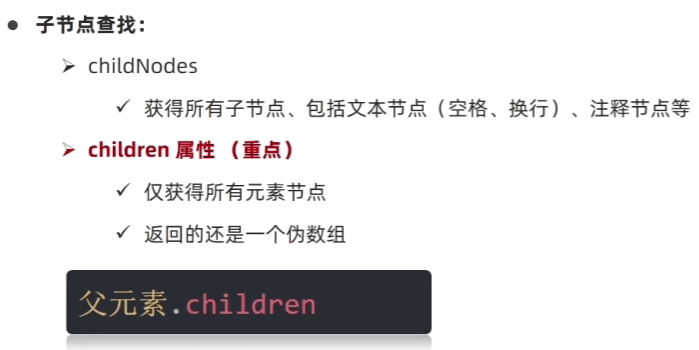 子节点查找：
childNodes
获得所有子节点、包括文本节点（空格、换行）、注释节点等
children 属性 （重点）
仅获得所有元素节点
返回的还是一个伪数组
父元素.children